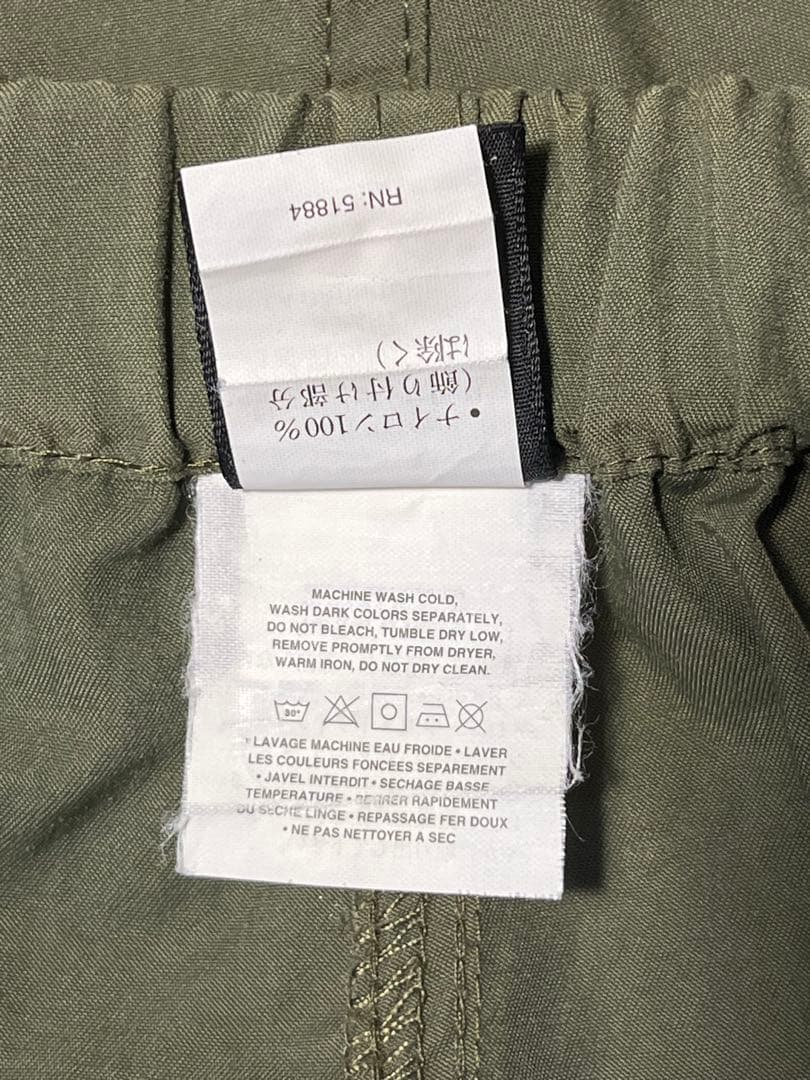 ・ナイロン100%
（飾り付け部分
は除く）
RN: 51884
MACHINE WASH COLD,
WASH DARK COLORS SEPARATELY,
DO NOT BLEACH, TUMBLE DRY LOW,
REMOVE PROMPTLY FROM DRYER,
WARM IRON, DO NOT DRY CLEAN.
30°
LAVAGE MACHINE EAU FROIDE • LAVER
LES COULEURS FONCEES SEPAREMENT
• JAVEL INTERDIT • SECHAGE BASSE
TEMPERATURE • SERRER RAPIDEMENT
DU SECHE LINGE • REPASSAGE FER DOUX
• NE PAS NETTOYER A SEC